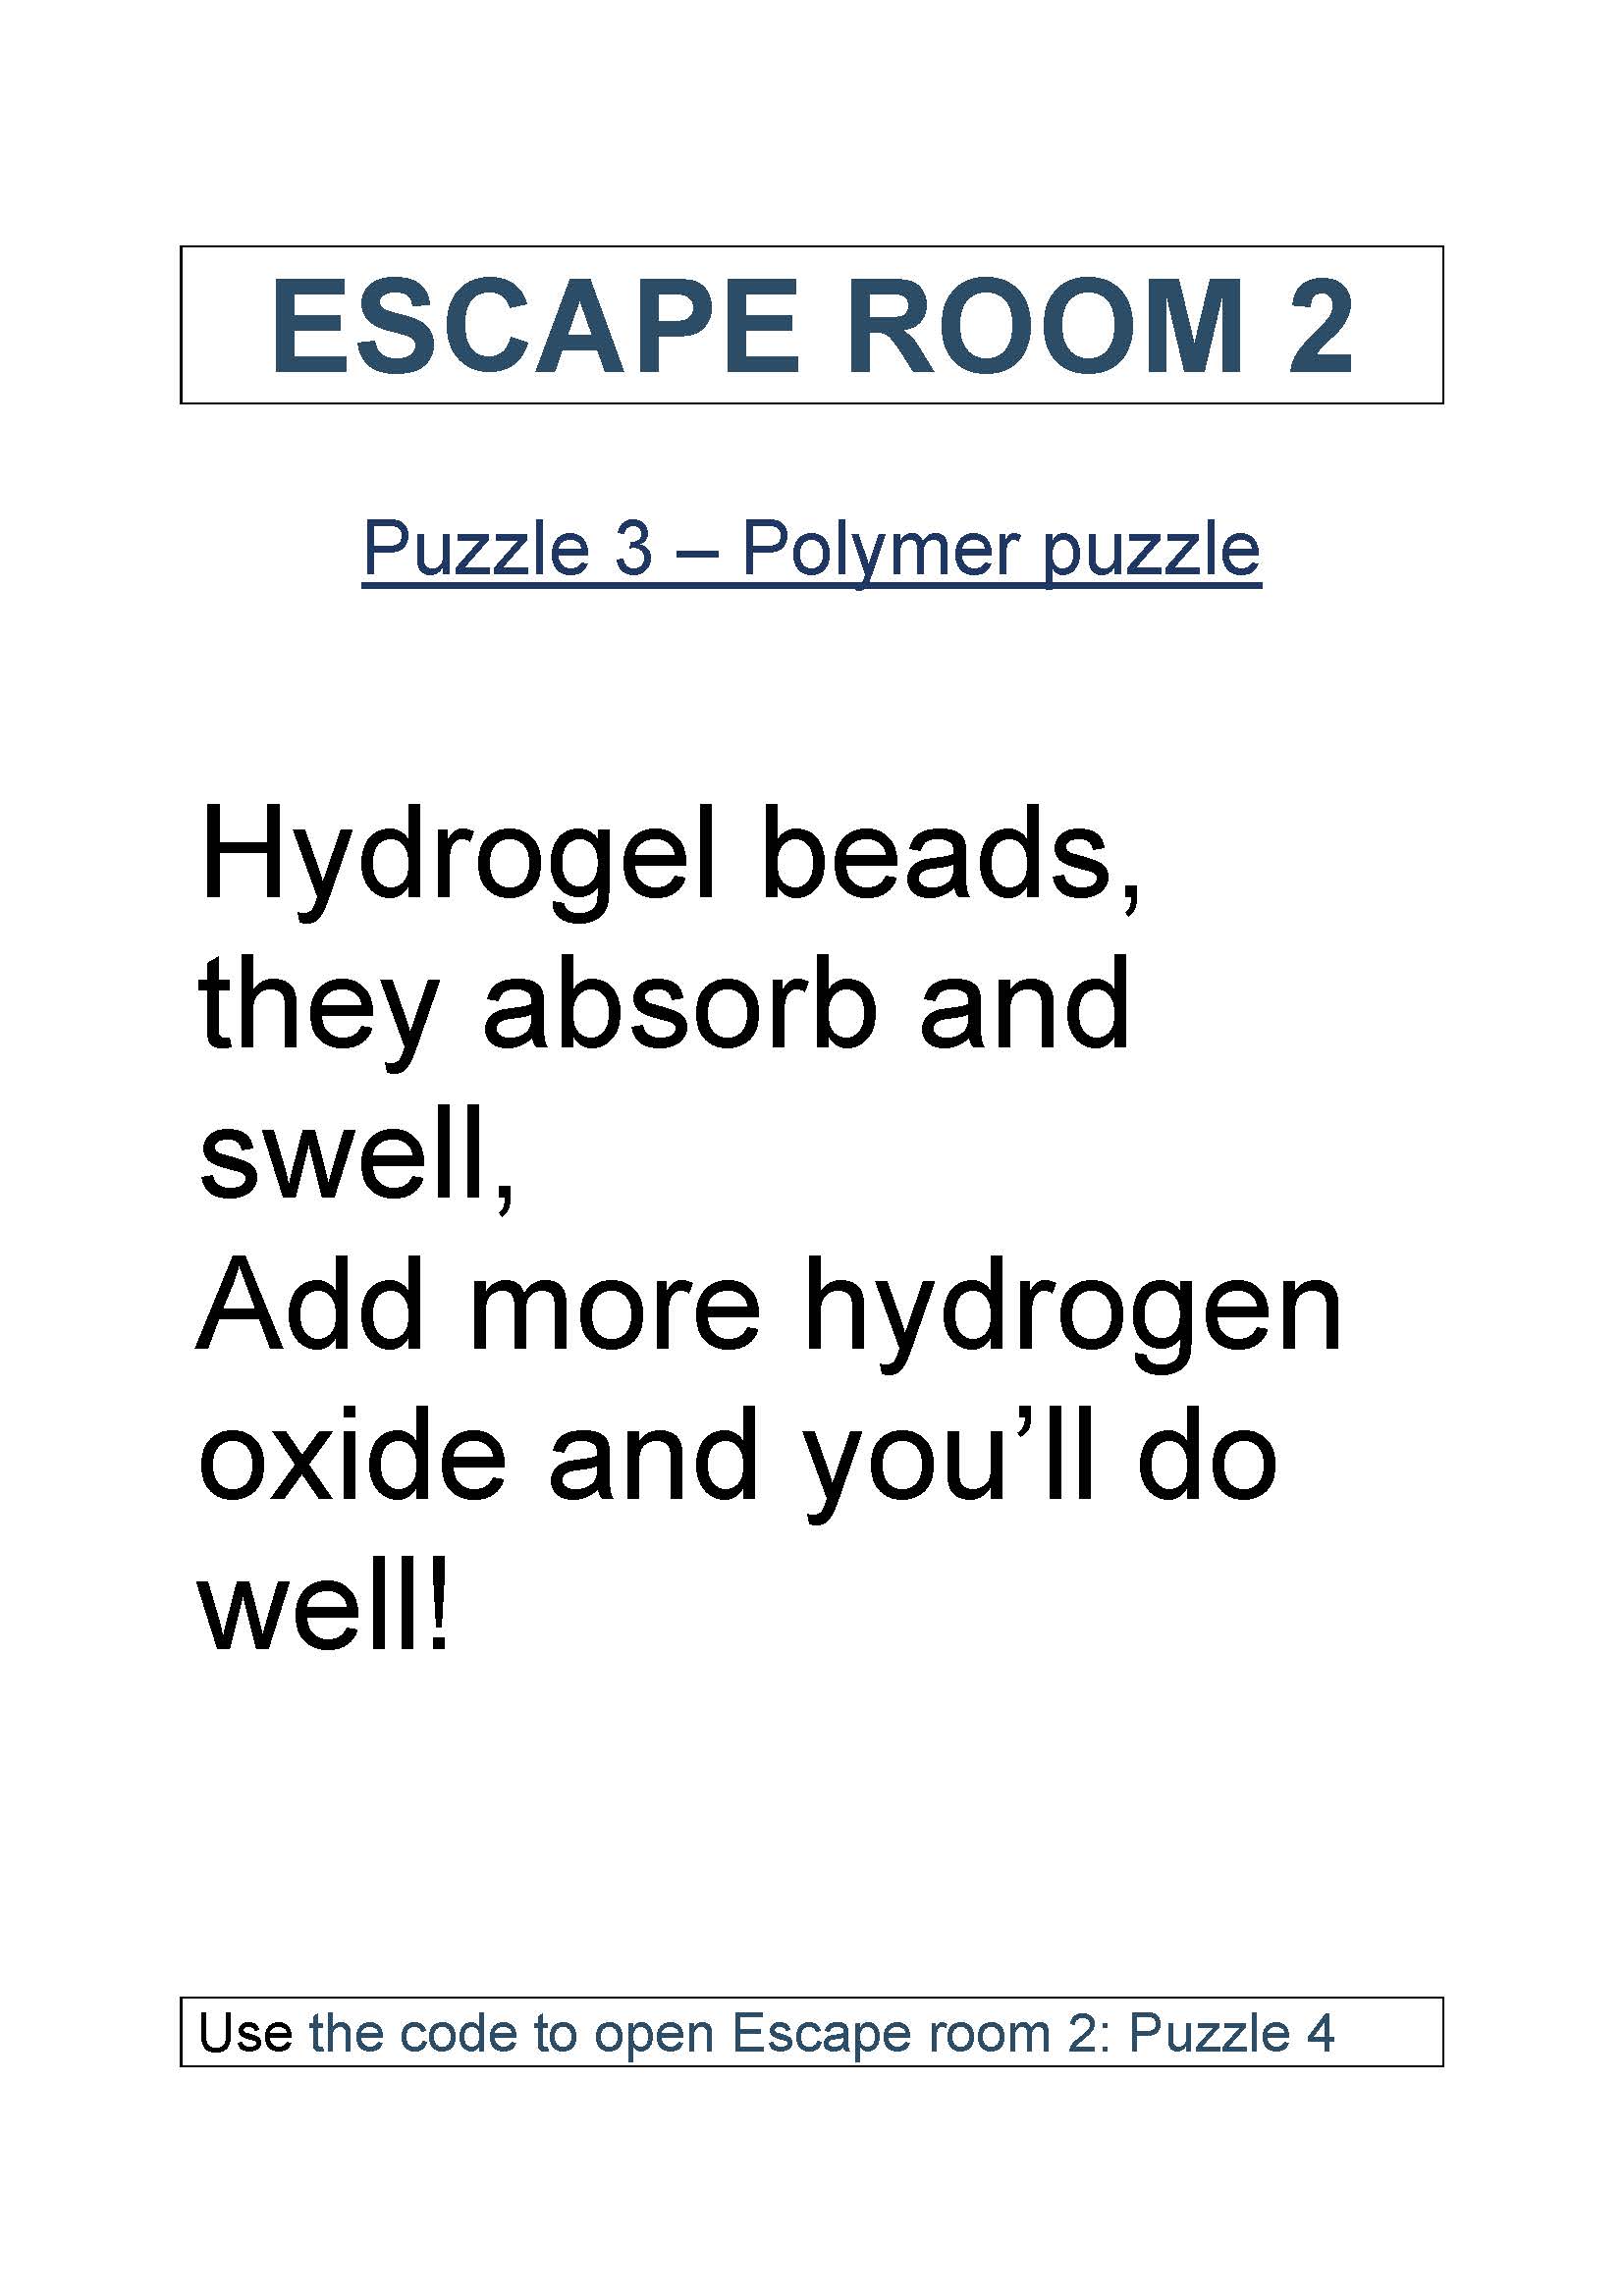 ESCAPE ROOM 2
Puzzle 3 – Polymer puzzle
Hydrogel beads,
they absorb and
swell,
Add more hydrogen
oxide and you’ll do
well!
Use the code to open Escape room 2: Puzzle 4